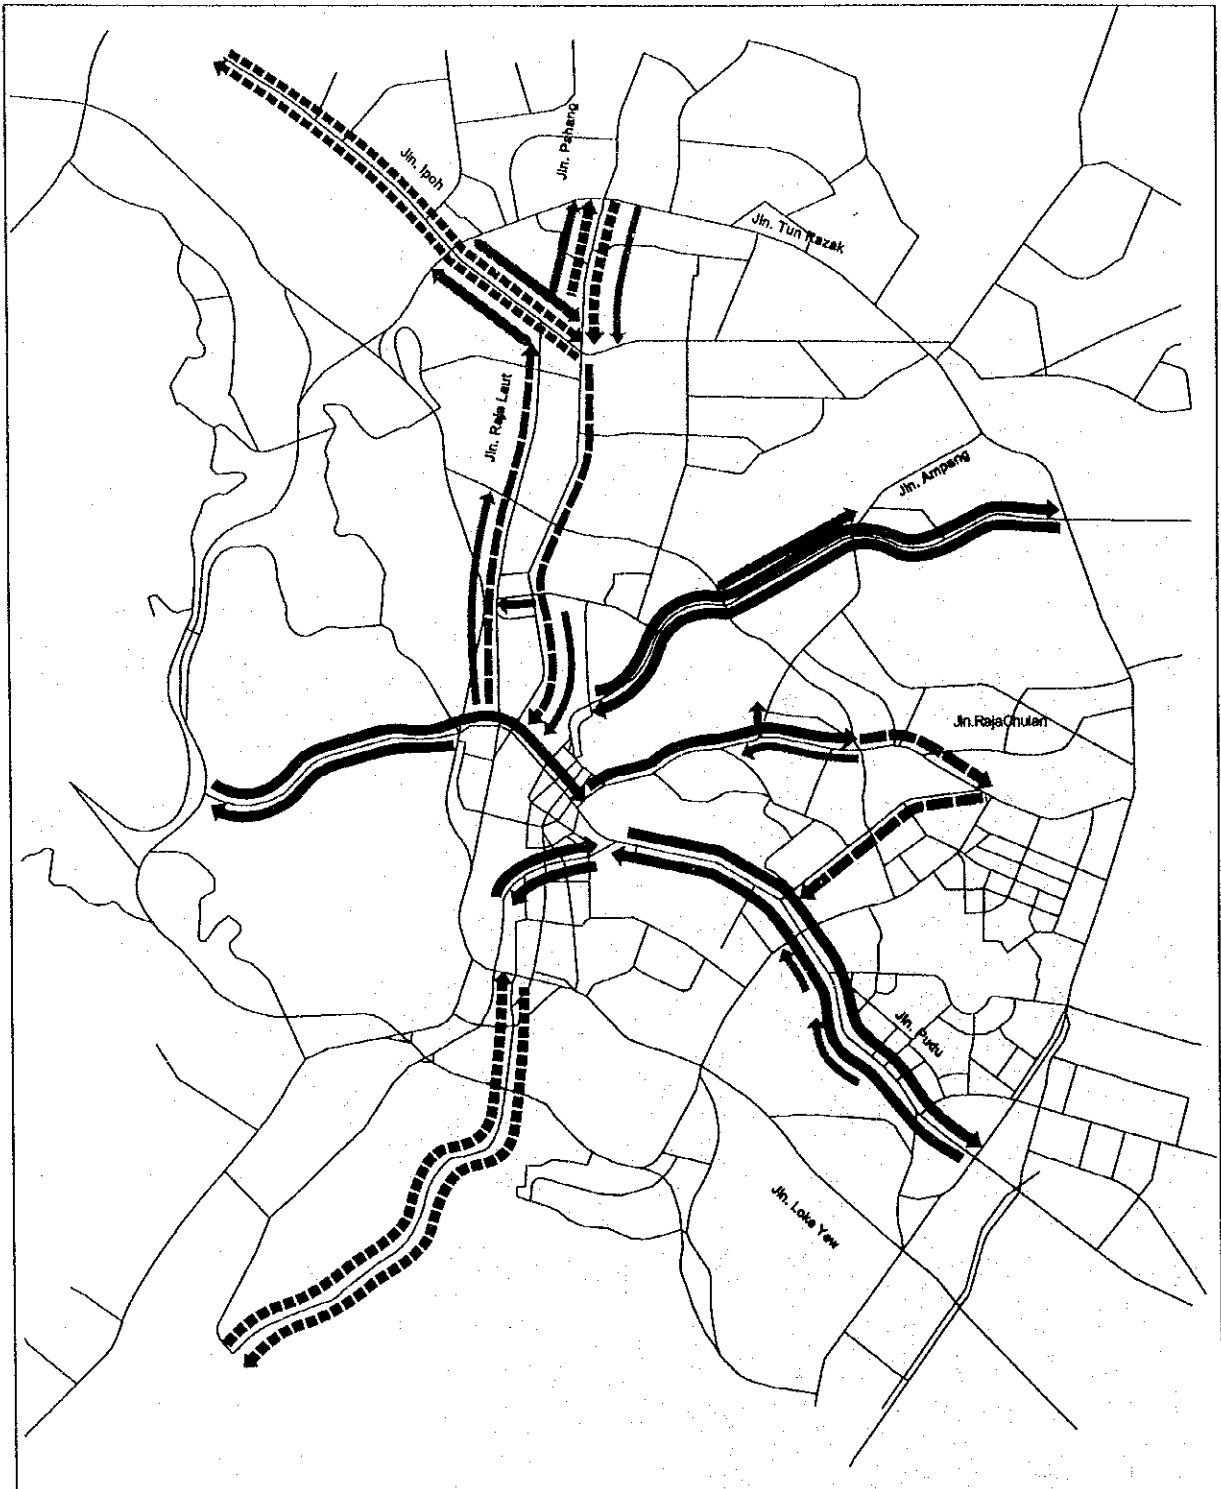 Jln. Pahang
Jln. Ipoh
Jln. Tun Razak
Jln. Raja Laut
Jln. Ampang
Jln.RajaChulan
Jln. Pudu
Jln. Loke Yew